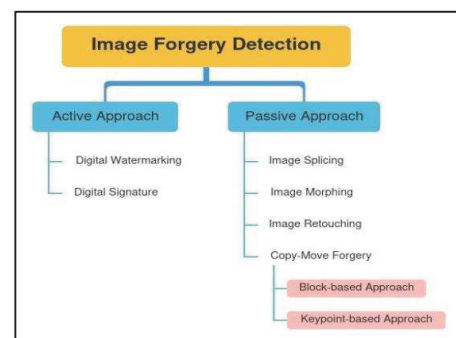 Image Forgery Detection
Active Approach
Passive Approach
Digital Watermarking
Digital Signature
Image Splicing
Image Morphing
Image Retouching
Copy-Move Forgery
Block-based Approach
Keypoint-based Approach